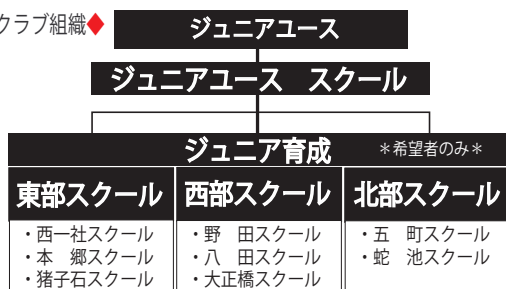 クラブ組織♦
ジュニアユース
ジュニアユース　スクール
ジュニア育成　＊希望者のみ＊
東部スクール　西部スクール　北部スクール
・西一社スクール　・野　田スクール　・五　町スクール
・本　郷スクール　・八　田スクール　・蛇　池スクール
・猪子石スクール　・大正橋スクール